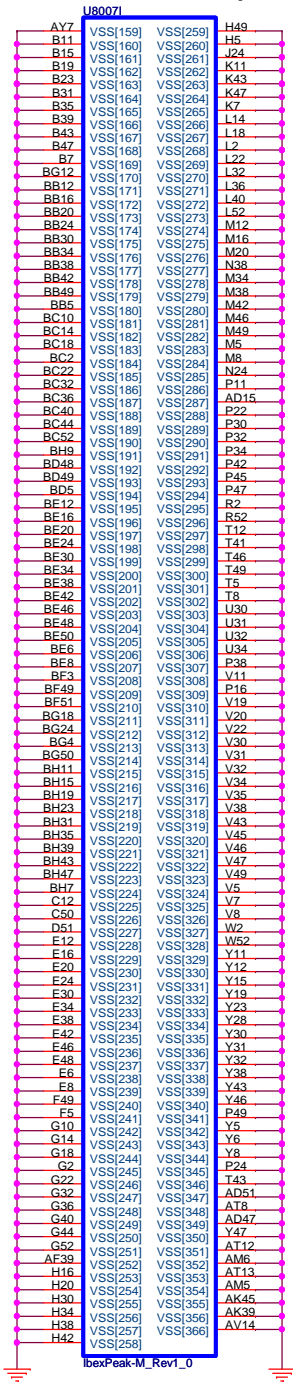 U8007I
AY7 VSS[159] VSS[259] H49
B11 VSS[160] VSS[260] H5
B15 VSS[161] VSS[261] J24
B19 VSS[162] VSS[262] K11
B23 VSS[163] VSS[263] K43
B31 VSS[164] VSS[264] K47
B35 VSS[165] VSS[265] K7
B39 VSS[166] VSS[266] L14
B43 VSS[167] VSS[267] L18
B47 VSS[168] VSS[268] L2
B7 VSS[169] VSS[269] L22
BG12 VSS[170] VSS[270] L32
BB12 VSS[171] VSS[271] L36
BB16 VSS[172] VSS[272] L40
BB20 VSS[173] VSS[273] L52
BB24 VSS[174] VSS[274] M12
BB30 VSS[175] VSS[275] M16
BB34 VSS[176] VSS[276] M20
BB38 VSS[177] VSS[277] N38
BB42 VSS[178] VSS[278] M34
BB49 VSS[179] VSS[279] M38
BB5 VSS[180] VSS[280] M42
BC10 VSS[181] VSS[281] M46
BC14 VSS[182] VSS[282] M49
BC18 VSS[183] VSS[283] M5
BC2 VSS[184] VSS[284] M8
BC22 VSS[185] VSS[285] N24
BC32 VSS[186] VSS[286] P11
BC36 VSS[187] VSS[287] AD15
BC40 VSS[188] VSS[288] P22
BC44 VSS[189] VSS[289] P30
BC52 VSS[190] VSS[290] P32
BH9 VSS[191] VSS[291] P34
BD48 VSS[192] VSS[292] P42
BD49 VSS[193] VSS[293] P45
BD5 VSS[194] VSS[294] P47
BE12 VSS[195] VSS[295] R2
BE16 VSS[196] VSS[296] R52
BE20 VSS[197] VSS[297] T12
BE24 VSS[198] VSS[298] T41
BE30 VSS[199] VSS[299] T46
BE34 VSS[200] VSS[300] T49
BE38 VSS[201] VSS[301] T5
BE42 VSS[202] VSS[302] T8
BE46 VSS[203] VSS[303] U30
BE48 VSS[204] VSS[304] U31
BE50 VSS[205] VSS[305] U32
BE6 VSS[206] VSS[306] U34
BE8 VSS[207] VSS[307] P38
BF3 VSS[208] VSS[308] V11
BF49 VSS[209] VSS[309] P16
BF51 VSS[210] VSS[310] V19
BG18 VSS[211] VSS[311] V20
BG24 VSS[212] VSS[312] V22
BG4 VSS[213] VSS[313] V30
BG50 VSS[214] VSS[314] V31
BH11 VSS[215] VSS[315] V32
BH15 VSS[216] VSS[316] V34
BH19 VSS[217] VSS[317] V35
BH23 VSS[218] VSS[318] V38
BH31 VSS[219] VSS[319] V43
BH35 VSS[220] VSS[320] V45
BH39 VSS[221] VSS[321] V46
BH43 VSS[222] VSS[322] V47
BH47 VSS[223] VSS[323] V49
BH7 VSS[224] VSS[324] V5
C12 VSS[225] VSS[325] V7
C50 VSS[226] VSS[326] V8
D51 VSS[227] VSS[327] W2
E12 VSS[228] VSS[328] W52
E16 VSS[229] VSS[329] Y11
E20 VSS[230] VSS[330] Y12
E24 VSS[231] VSS[331] Y15
E30 VSS[232] VSS[332] Y19
E34 VSS[233] VSS[333] Y23
E38 VSS[234] VSS[334] Y28
E42 VSS[235] VSS[335] Y30
E46 VSS[236] VSS[336] Y31
E48 VSS[237] VSS[337] Y32
E6 VSS[238] VSS[338] Y38
E8 VSS[239] VSS[339] Y43
F49 VSS[240] VSS[340] Y46
F5 VSS[241] VSS[341] P49
G10 VSS[242] VSS[342] Y5
G14 VSS[243] VSS[343] Y6
G18 VSS[244] VSS[344] Y8
G2 VSS[245] VSS[345] P24
G22 VSS[246] VSS[346] T43
G32 VSS[247] VSS[347] AD51
G36 VSS[248] VSS[348] AT8
G40 VSS[249] VSS[349] AD47
G44 VSS[250] VSS[350] Y47
G52 VSS[251] VSS[351] AT12
AF39 VSS[252] VSS[352] AM6
H16 VSS[253] VSS[353] AT13
H20 VSS[254] VSS[354] AM5
H30 VSS[255] VSS[355] AK45
H34 VSS[256] VSS[356] AK39
H38 VSS[257] VSS[366] AV14
H42 VSS[258]
IbexPeak-M_Rev1_0